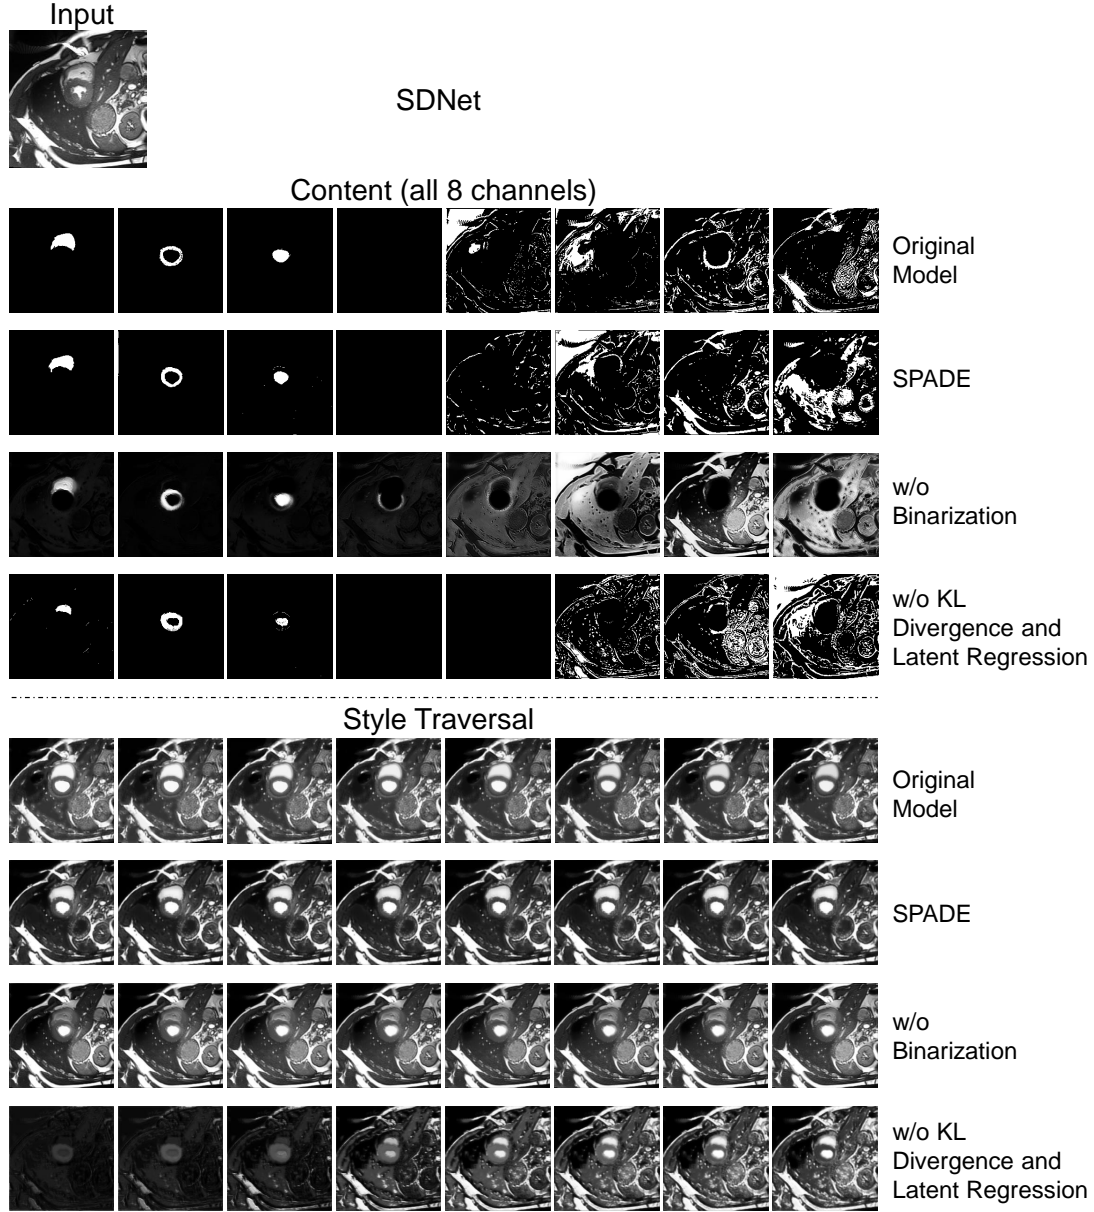 Input
SDNet
Content (all 8 channels)
Original
Model
SPADE
w/o
Binarization
w/o KL
Divergence and
Latent Regression
Style Traversal
Original
Model
SPADE
w/o
Binarization
w/o KL
Divergence and
Latent Regression